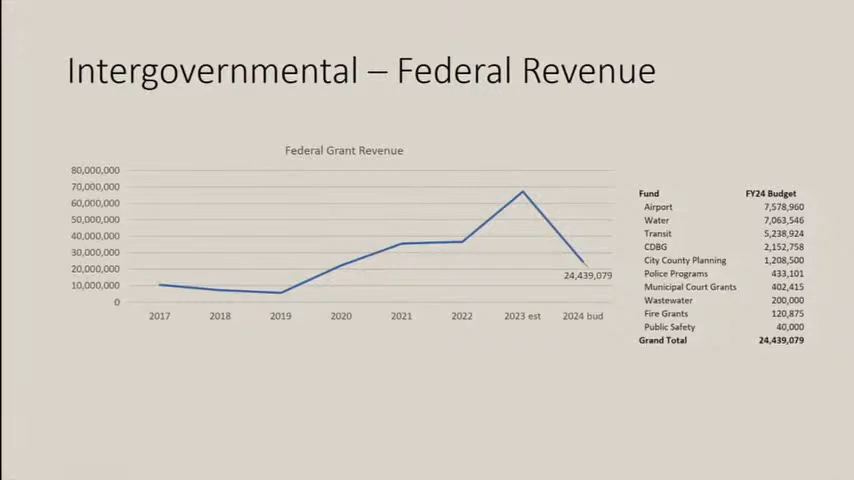 Intergovernmental – Federal Revenue
Federal Grant Revenue
80,000,000
70,000,000
60,000,000
50,000,000
40,000,000
30,000,000
20,000,000
10,000,000
0
24,439,079
2017 2018 2019 2020 2021 2022 2023 est 2024 bud
Fund FY24 Budget
Airport 7,578,960
Water 7,063,546
Transit 5,238,924
CDBG 2,152,758
City County Planning 1,208,500
Police Programs 433,101
Municipal Court Grants 402,415
Wastewater 200,000
Fire Grants 120,875
Public Safety 40,000
Grand Total 24,439,079